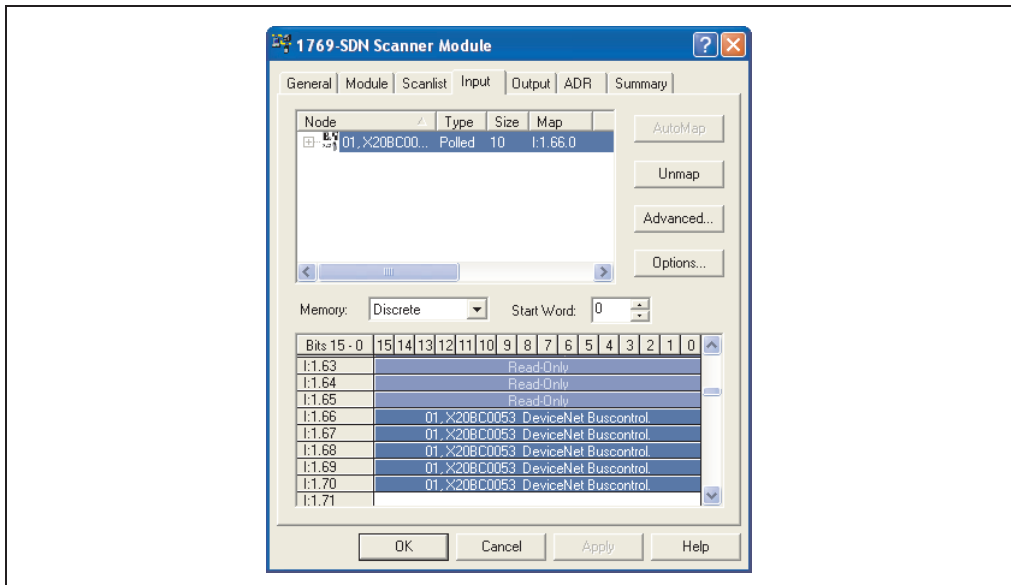 1769-SDN Scanner Module
General Module Scanlist Input Output ADR Summary
Node Type Size Map
01, X20BC00... Polled 10 I:1.66.0
AutoMap
Unmap
Advanced...
Options...
Memory: Discrete Start Word: 0
Bits 15 - 0 15 14 13 12 11 10 9 8 7 6 5 4 3 2 1 0
I:1.63 Read-Only
I:1.64 Read-Only
I:1.65 Read-Only
I:1.66 01, X20BC0053 DeviceNet Buscontrol.
I:1.67 01, X20BC0053 DeviceNet Buscontrol.
I:1.68 01, X20BC0053 DeviceNet Buscontrol.
I:1.69 01, X20BC0053 DeviceNet Buscontrol.
I:1.70 01, X20BC0053 DeviceNet Buscontrol.
I:1.71
OK Cancel Apply Help